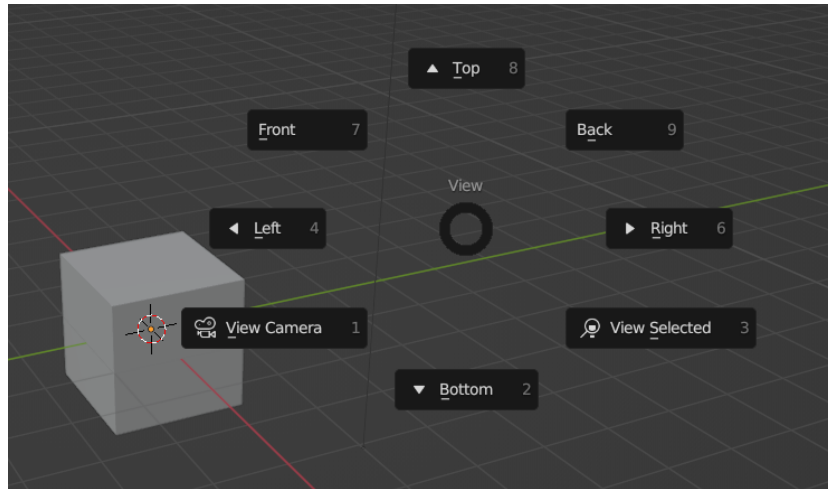 Top 8
Front 7
Back 9
View
Left 4
Right 6
View Camera 1
View Selected 3
Bottom 2